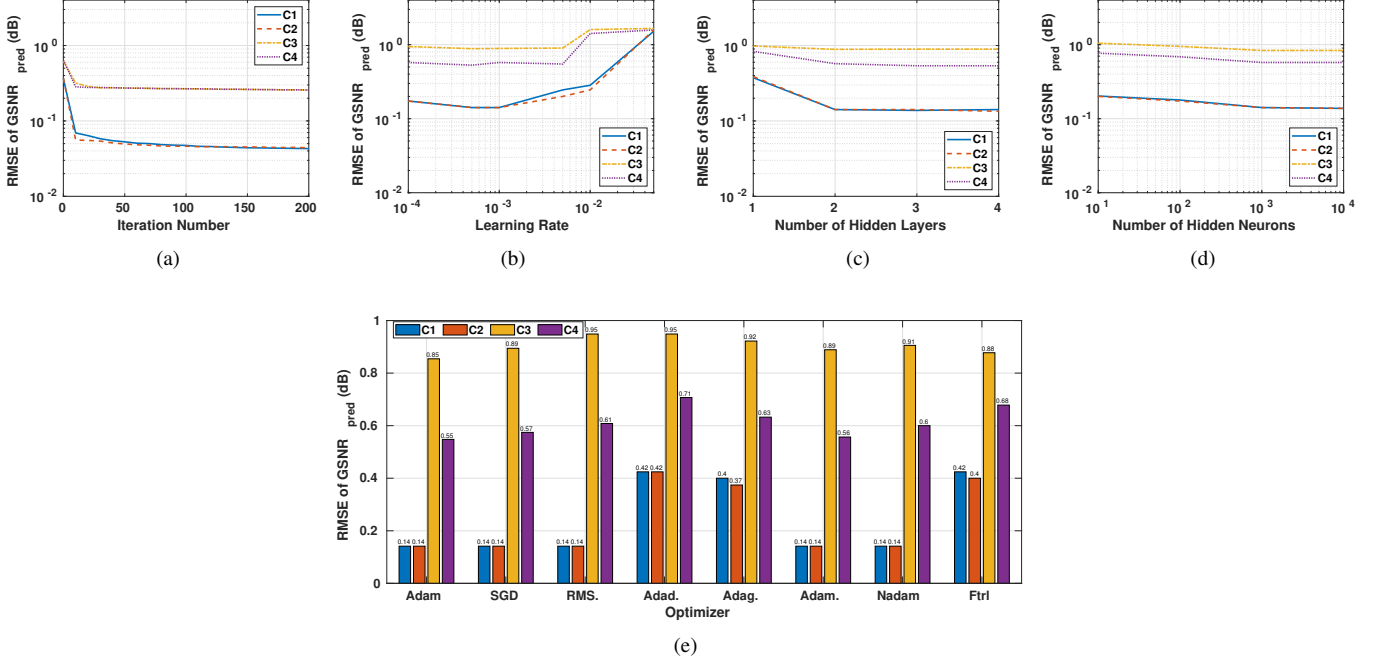 RMSE of GSNR pred (dB)
10^0
10^-1
10^-2
0 50 100 150 200
Iteration Number
C1
C2
C3
C4
(a)
RMSE of GSNR pred (dB)
10^0
10^-1
10^-2
10^-4 10^-3 10^-2
Learning Rate
C1
C2
C3
C4
(b)
RMSE of GSNR pred (dB)
10^0
10^-1
10^-2
1 2 3 4
Number of Hidden Layers
C1
C2
C3
C4
(c)
RMSE of GSNR pred (dB)
10^0
10^-1
10^-2
10^1 10^2 10^3 10^4
Number of Hidden Neurons
C1
C2
C3
C4
(d)
RMSE of GSNR pred (dB)
1
0.8
0.6
0.4
0.2
0
C1 C2 C3 C4
0.14 0.14 0.85 0.55
0.14 0.14 0.89 0.57
0.14 0.14 0.95 0.61
0.42 0.42 0.95 0.71
0.4 0.37 0.92 0.63
0.14 0.14 0.89 0.56
0.14 0.14 0.91 0.6
0.42 0.4 0.88 0.68
Adam SGD RMS. Adad. Adag. Adam. Nadam Ftrl
Optimizer
(e)